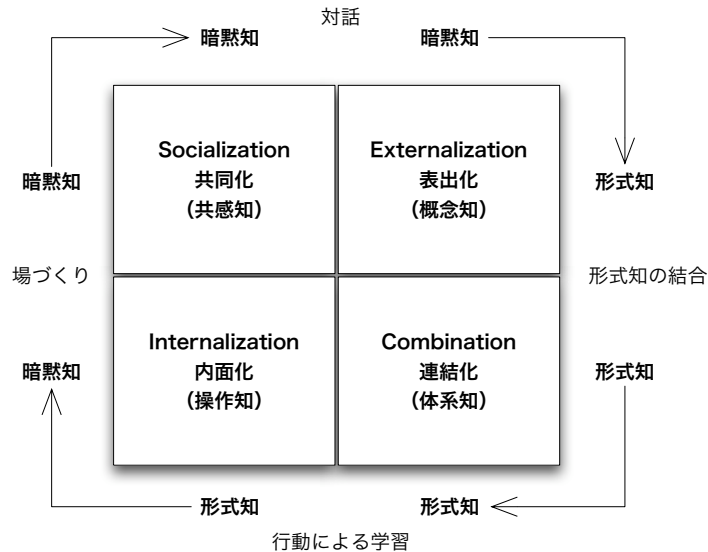 対話
暗黙知
暗黙知
暗黙知
Socialization
共同化
（共感知）
Externalization
表出化
（概念知）
形式知
場づくり
形式知の結合
暗黙知
Internalization
内面化
（操作知）
Combination
連結化
（体系知）
形式知
形式知
形式知
行動による学習